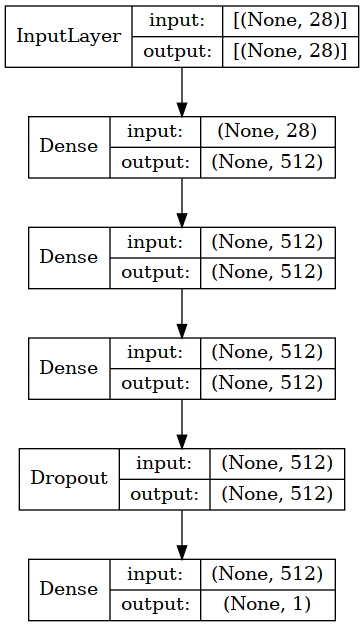 InputLayer input: [(None, 28)]
output: [(None, 28)]
Dense input: (None, 28)
output: (None, 512)
Dense input: (None, 512)
output: (None, 512)
Dense input: (None, 512)
output: (None, 512)
Dropout input: (None, 512)
output: (None, 512)
Dense input: (None, 512)
output: (None, 1)